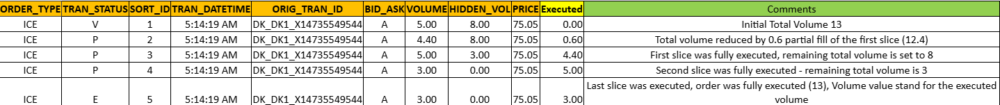 ORDER_TYPE TRAN_STATUS SORT_ID TRAN_DATETIME ORIG_TRAN_ID BID_ASK VOLUME HIDDEN_VOL PRICE Executed Comments
ICE V 1 5:14:19 AM DK_DK1_X14735549544 A 5.00 8.00 75.05 0.00 Initial Total Volume 13
ICE P 2 5:14:19 AM DK_DK1_X14735549544 A 4.40 8.00 75.05 0.60 Total volume reduced by 0.6 partial fill of the first slice (12.4)
ICE P 3 5:14:19 AM DK_DK1_X14735549544 A 5.00 3.00 75.05 4.40 First slice was fully executed, remaining total volume is set to 8
ICE P 4 5:14:19 AM DK_DK1_X14735549544 A 3.00 0.00 75.05 5.00 Second slice was fully executed - remaining total volume is 3
ICE E 5 5:14:19 AM DK_DK1_X14735549544 A 3.00 0.00 75.05 3.00 Last slice was executed, order was fully executed (13), Volume value stand for the executed
volume